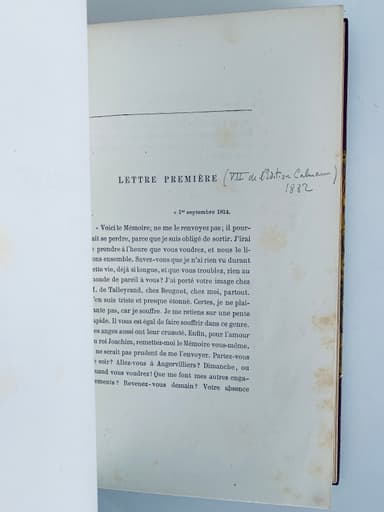 LETTRE PREMIÈRE (VII de l'édition Calmann) 1882
« 1er septembre 1814.
« Voici le Mémoire; ne me le renvoyez pas; il pour-
ait se perdre, parce que je suis obligé de sortir. J'irai
e prendre à l'heure que vous voudrez, et nous le li-
ons ensemble. Savez-vous que je n'ai rien vu durant
ette vie, déjà si longue, et que vous troublez, rien au
onde de pareil à vous? J'ai porté votre image chez
M. de Talleyrand, chez Beugnot, chez moi, partout.
'en suis triste et presque étonné. Certes, je ne plai-
ante pas, car je souffre. Je me retiens sur une pente
apide. Il vous est égal de faire souffrir dans ce genre.
es anges aussi ont leur cruauté. Enfin, pour l'amour
u roi Joachim, remettez-moi le Mémoire vous-même,
ne serait pas prudent de me l'envoyer. Partez-vous
e soir? Allez-vous à Angervilliers? Dimanche, ou
uand vous voudrez! Que me font mes autres enga-
ements? Revenez-vous demain? Votre absence